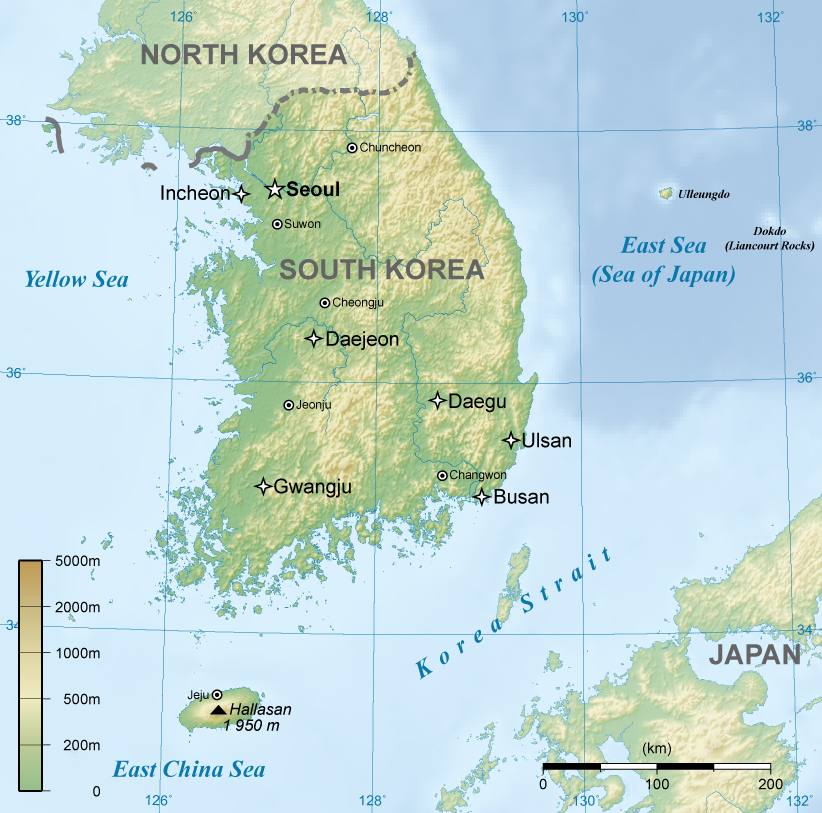 126°
128°
130°
132°
NORTH KOREA
38°
38°
Chuncheon
Incheon
Seoul
Ulleungdo
Suwon
Dokdo
(Liancourt Rocks)
East Sea
(Sea of Japan)
Yellow Sea
SOUTH KOREA
Cheongju
Daejeon
36°
36°
Jeonju
Daegu
Ulsan
Changwon
Gwangju
Busan
5000m
2000m
1000m
500m
200m
0
Korea Strait
34
34°
JAPAN
Jeju
Hallasan
1 950 m
East China Sea
(km)
0
100
200
126°
128°
130°
132°